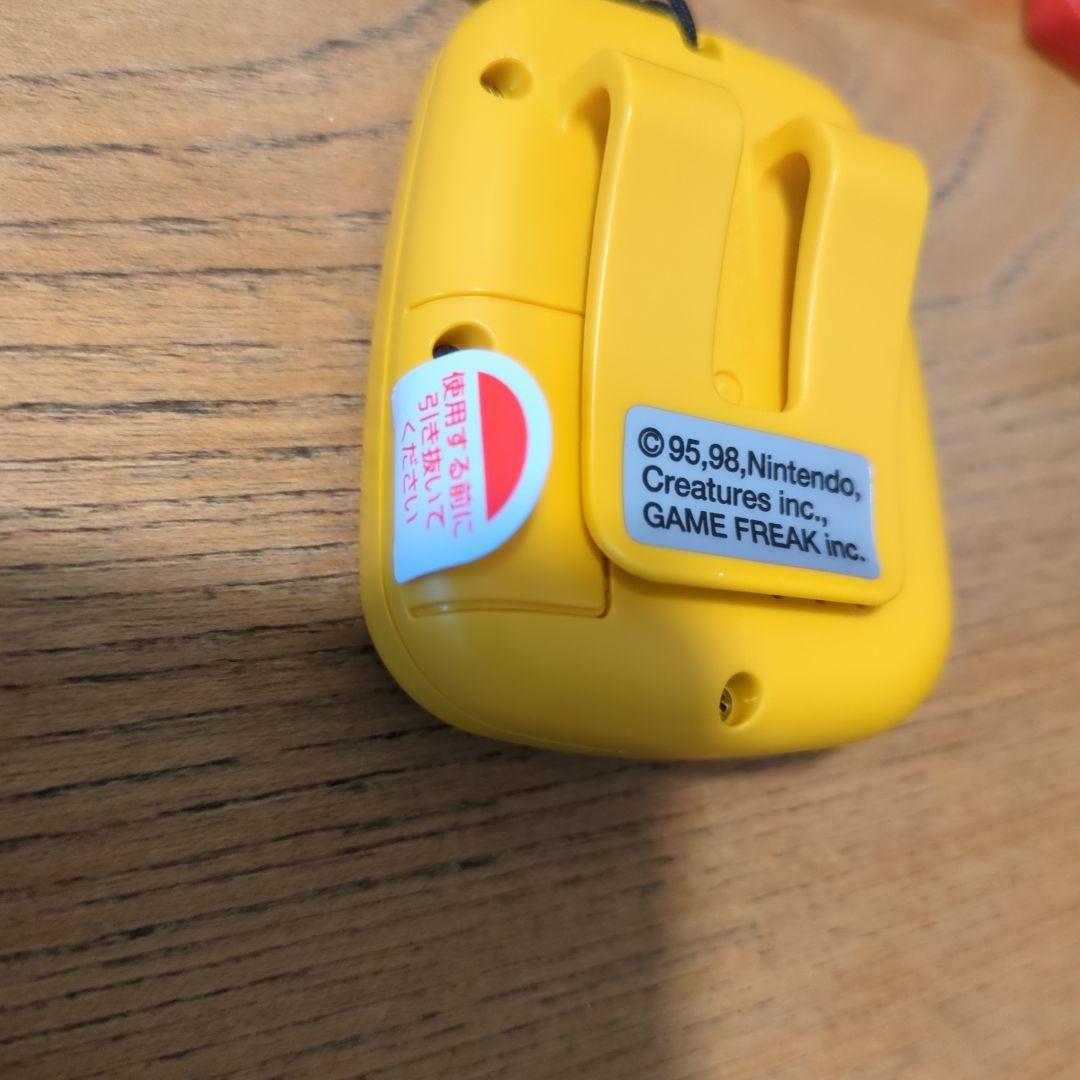 使用する前に
引き抜いて
ください
©95,98,Nintendo,
Creatures inc.,
GAME FREAK inc.